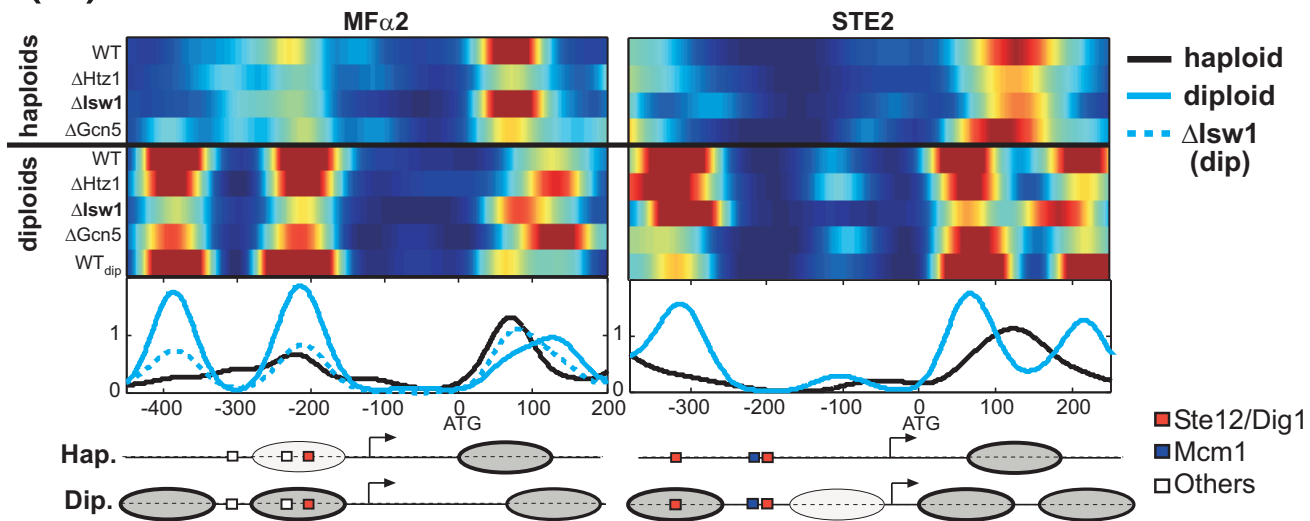 MFα2
STE2
haploids
WT
ΔHtz1
ΔIsw1
ΔGcn5
diploids
WT
ΔHtz1
ΔIsw1
ΔGcn5
WTdip
haploid
diploid
ΔIsw1
(dip)
1
0
-400 -300 -200 -100 0 100 200
ATG
1
0
-300 -200 -100 0 100 200
ATG
Hap.
Dip.
Ste12/Dig1
Mcm1
Others